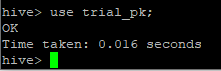 hive> use trial_pk;
OK
Time taken: 0.016 seconds
hive>